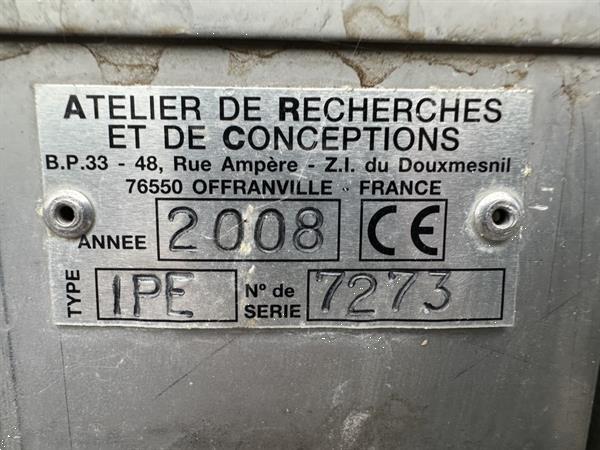 ATELIER DE RECHERCHES
ET DE CONCEPTIONS
B.P.33 - 48, Rue Ampère - Z.I. du Douxmesnil
76550 OFFRANVILLE - FRANCE
ANNEE 2008 CE
TYPE IPE N° de SERIE 7273